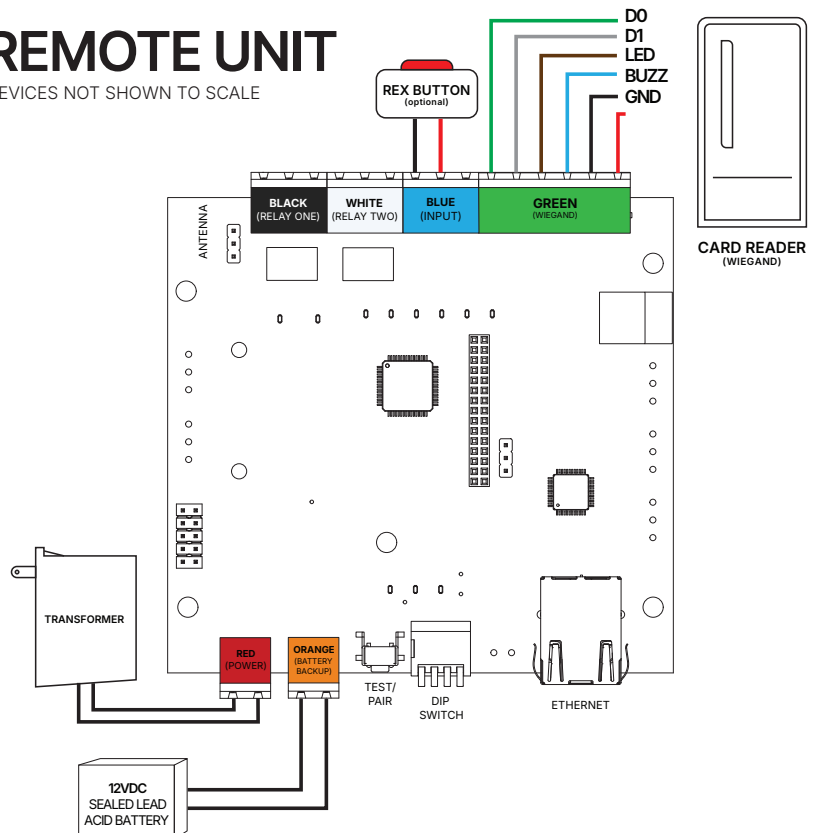 REMOTE UNIT
EVICES NOT SHOWN TO SCALE
REX BUTTON
(optional)
D0
D1
LED
BUZZ
GND
BLACK
(RELAY ONE)
WHITE
(RELAY TWO)
BLUE
(INPUT)
GREEN
(WIEGAND)
CARD READER
(WIEGAND)
ANTENNA
TRANSFORMER
RED
(POWER)
ORANGE
(BATTERY
BACKUP)
TEST/
PAIR
DIP
SWITCH
ETHERNET
12VDC
SEALED LEAD
ACID BATTERY